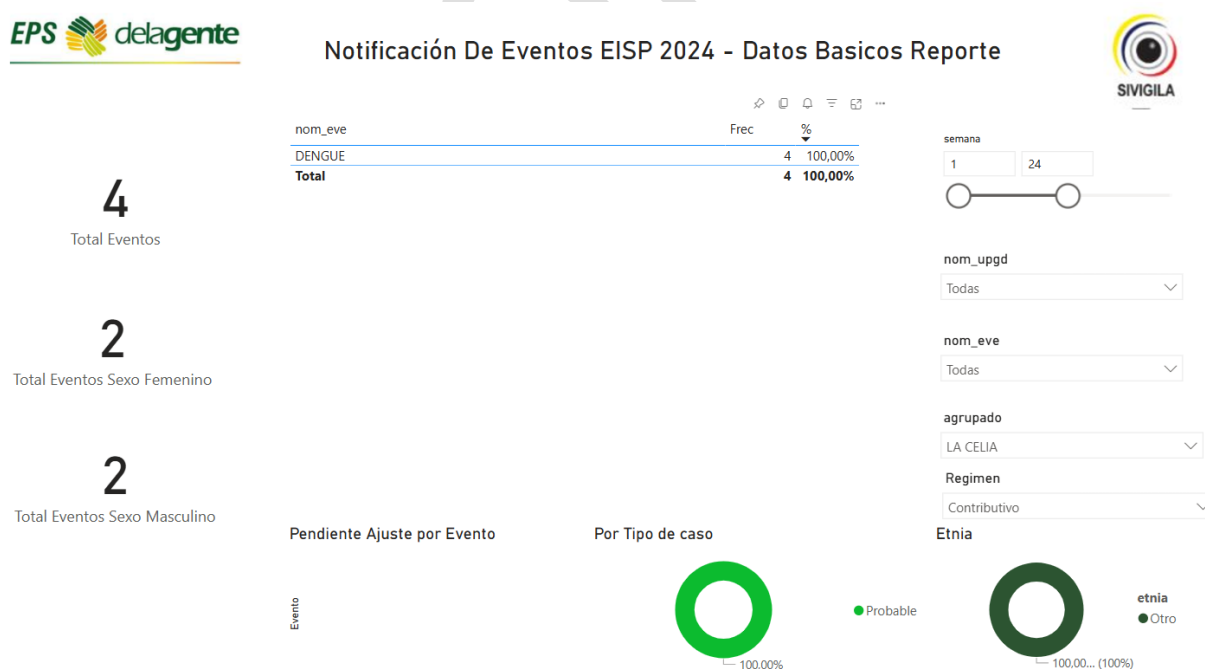 EPS delagente
Notificación De Eventos EISP 2024 - Datos Basicos Reporte
SIVIGILA
nom_eve Frec %
DENGUE 4 100,00%
Total 4 100,00%
4
Total Eventos
2
Total Eventos Sexo Femenino
2
Total Eventos Sexo Masculino
semana
1 24
nom_upgd
Todas
nom_eve
Todas
agrupado
LA CELIA
Regimen
Contributivo
Pendiente Ajuste por Evento
Evento
Por Tipo de caso
Probable
100.00%
Etnia
etnia
Otro
100.00... (100%)